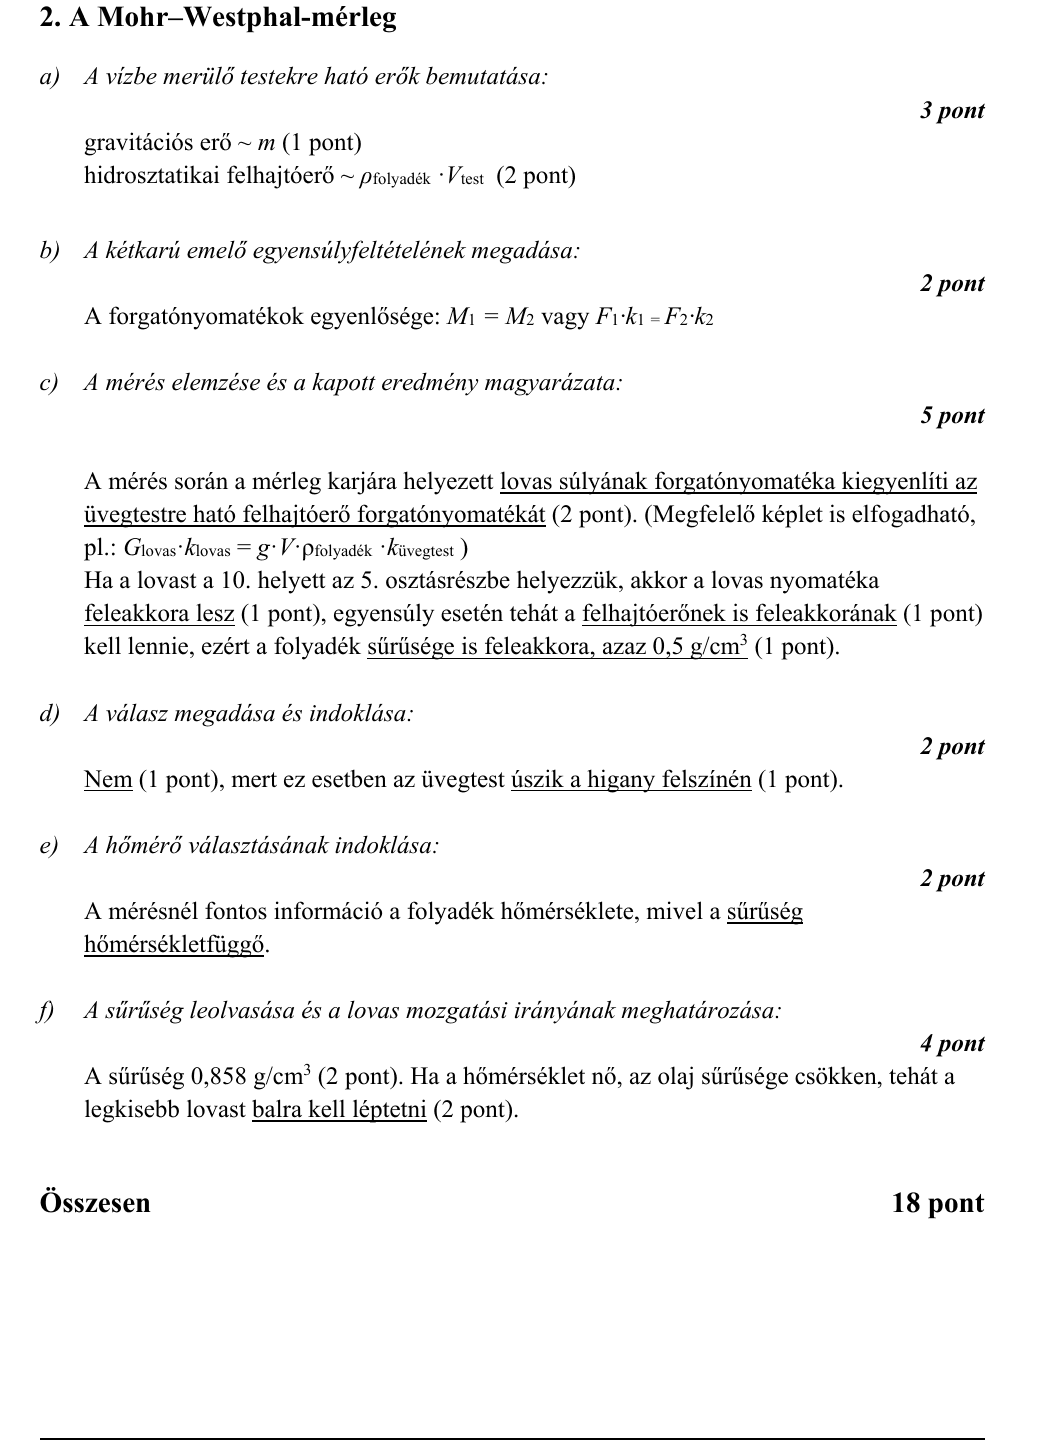 2. A Mohr–Westphal-mérleg
a) A vízbe merülő testekre ható erők bemutatása:
3 pont
gravitációs erő ~ m (1 pont)
hidrosztatikai felhajtóerő ~ ρfolyadék ·Vtest (2 pont)
b) A kétkarú emelő egyensúlyfeltételének megadása:
2 pont
A forgatónyomatékok egyenlősége: M1 = M2 vagy F1·k1 = F2·k2
c) A mérés elemzése és a kapott eredmény magyarázata:
5 pont
A mérés során a mérleg karjára helyezett lovas súlyának forgatónyomatéka kiegyenlíti az
üvegtestre ható felhajtóerő forgatónyomatékát (2 pont). (Megfelelő képlet is elfogadható,
pl.: Glovas·klovas = g·V·ρfolyadék ·küvegtest )
Ha a lovast a 10. helyett az 5. osztásrészbe helyezzük, akkor a lovas nyomatéka
feleakkora lesz (1 pont), egyensúly esetén tehát a felhajtóerőnek is feleakkorának (1 pont)
kell lennie, ezért a folyadék sűrűsége is feleakkora, azaz 0,5 g/cm³ (1 pont).
d) A válasz megadása és indoklása:
2 pont
Nem (1 pont), mert ez esetben az üvegtest úszik a higany felszínén (1 pont).
e) A hőmérő választásának indoklása:
2 pont
A mérésnél fontos információ a folyadék hőmérséklete, mivel a sűrűség
hőmérsékletfüggő.
f) A sűrűség leolvasása és a lovas mozgatási irányának meghatározása:
4 pont
A sűrűség 0,858 g/cm³ (2 pont). Ha a hőmérséklet nő, az olaj sűrűsége csökken, tehát a
legkisebb lovast balra kell léptetni (2 pont).
Összesen 18 pont